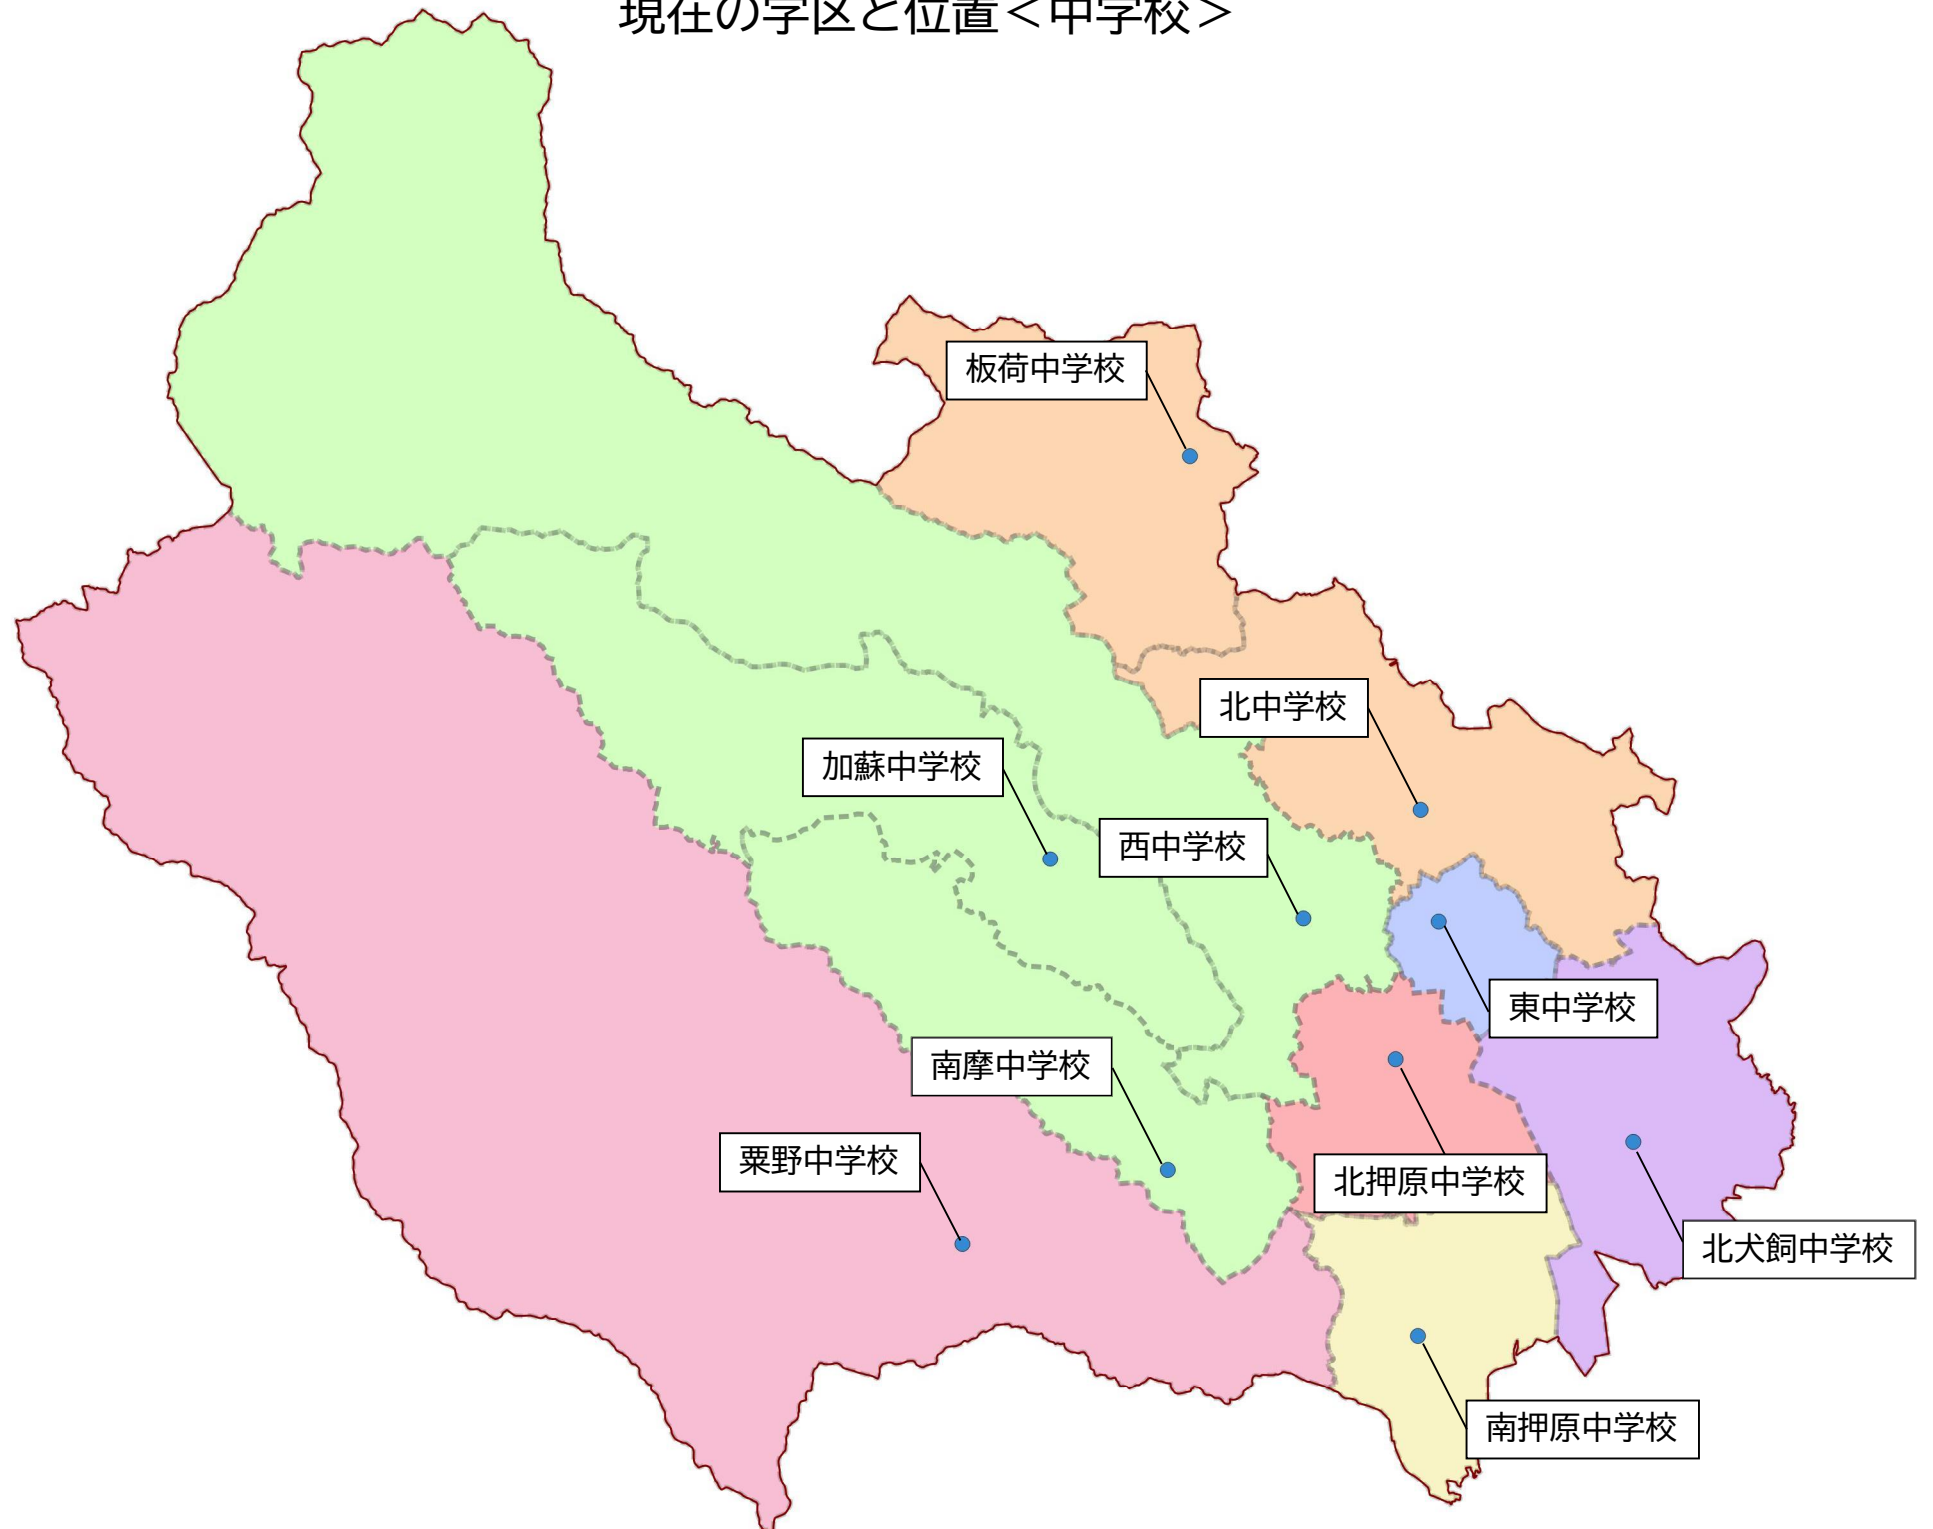 現在の学区と位置<中学校>
板荷中学校
北中学校
加蘇中学校
西中学校
東中学校
南摩中学校
粟野中学校
北押原中学校
北犬飼中学校
南押原中学校